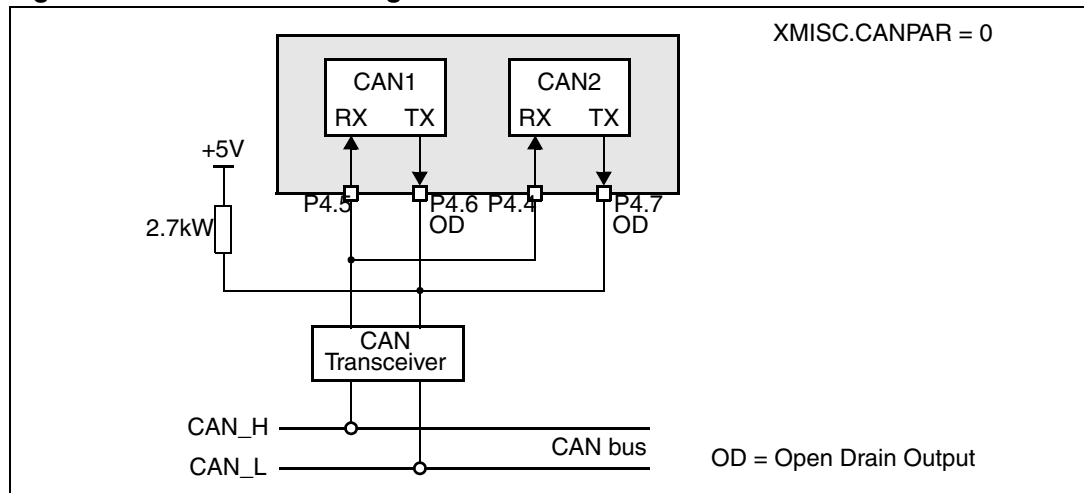 XMISC.CANPAR = 0
CAN1
CAN2
RX TX
RX TX
+5V
P4.5
P4.6
OD
P4.4
P4.7
OD
2.7kW
CAN
Transceiver
CAN_H
CAN bus
CAN_L
OD = Open Drain Output